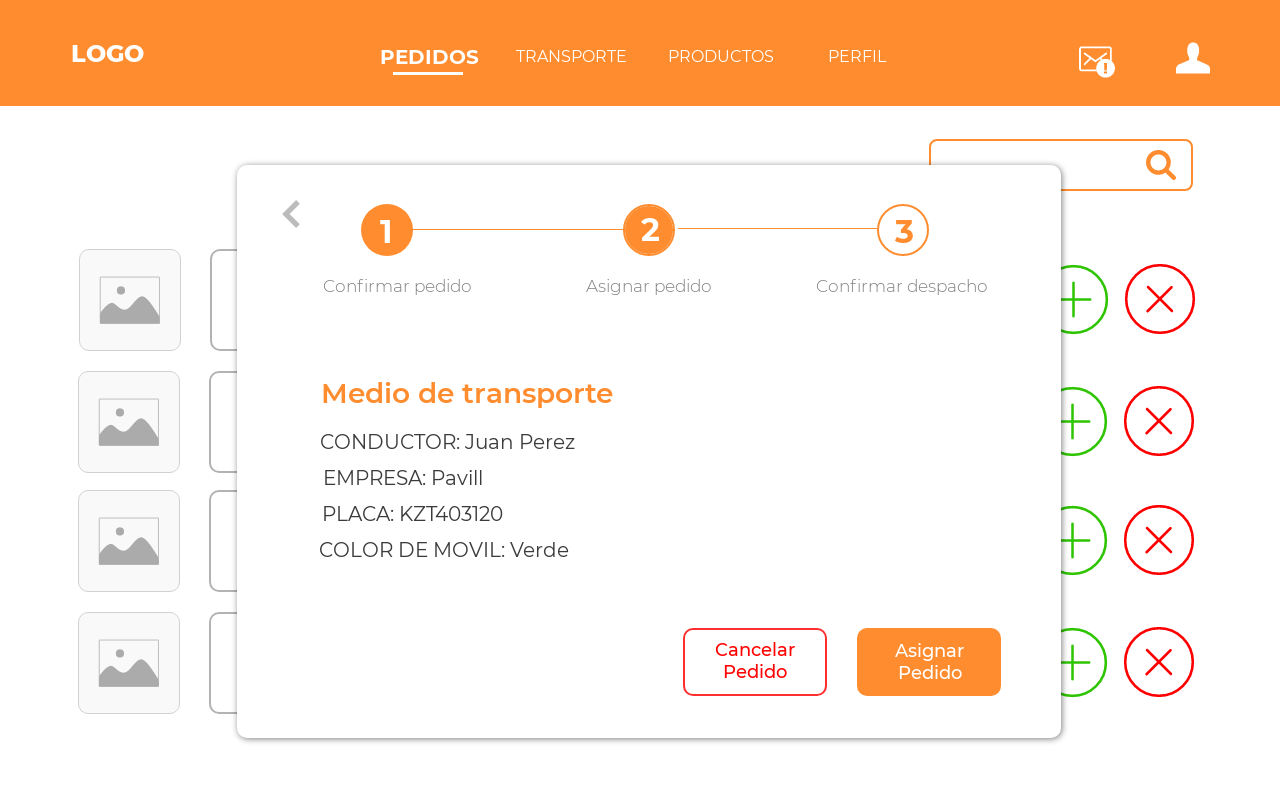 LOGO
PEDIDOS
TRANSPORTE
PRODUCTOS
PERFIL
1
2
3
Confirmar pedido
Asignar pedido
Confirmar despacho
Medio de transporte
CONDUCTOR: Juan Perez
EMPRESA: Pavill
PLACA: KZT403120
COLOR DE MOVIL: Verde
Cancelar
Pedido
Asignar
Pedido